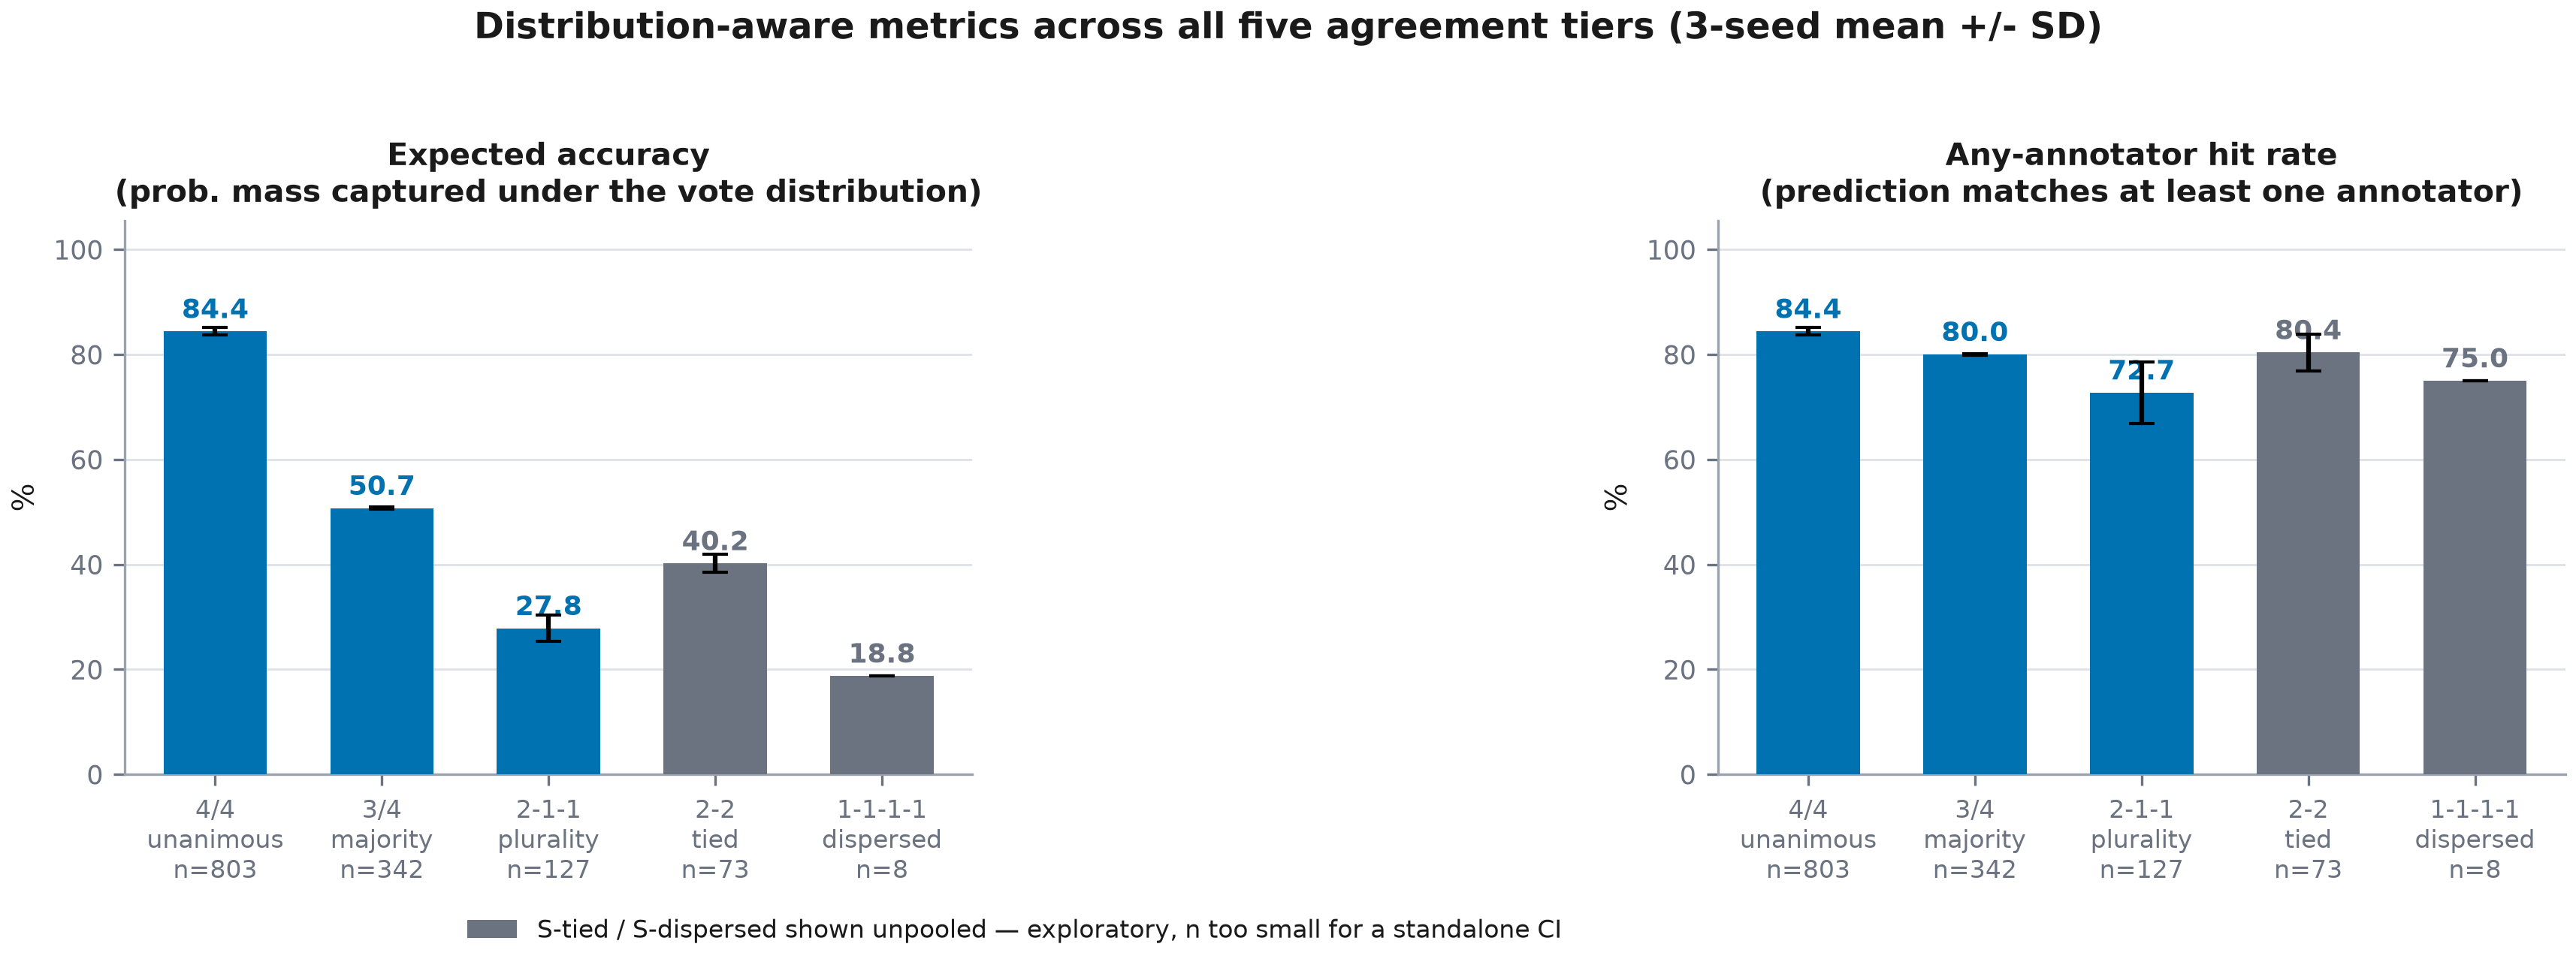 Distribution-aware metrics across all five agreement tiers (3-seed mean +/- SD)
Expected accuracy
(prob. mass captured under the vote distribution)
100
80
60
40
20
0
%
84.4
50.7
27.8
40.2
18.8
4/4
unanimous
n=803
3/4
majority
n=342
2-1-1
plurality
n=127
2-2
tied
n=73
1-1-1-1
dispersed
n=8
Any-annotator hit rate
(prediction matches at least one annotator)
100
80
60
40
20
0
%
84.4
80.0
72.7
80.4
75.0
4/4
unanimous
n=803
3/4
majority
n=342
2-1-1
plurality
n=127
2-2
tied
n=73
1-1-1-1
dispersed
n=8
S-tied / S-dispersed shown unpooled — exploratory, n too small for a standalone CI